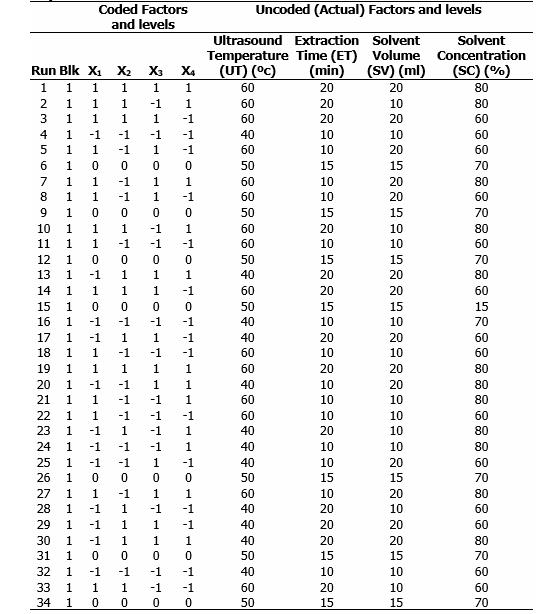 Coded Factors Uncoded (Actual) Factors and levels
and levels
Ultrasound Extraction Solvent Solvent
Temperature Time (ET) Volume Concentration
Run Blk X₁ X₂ X₃ X₄ (UT) (ºc) (min) (SV) (ml) (SC) (%)
1 1 1 1 1 1 60 20 20 80
2 1 1 1 -1 1 60 20 10 80
3 1 1 1 1 -1 60 20 20 60
4 1 -1 -1 -1 -1 40 10 10 60
5 1 1 -1 1 -1 60 10 20 60
6 1 0 0 0 0 50 15 15 70
7 1 1 -1 1 1 60 10 20 80
8 1 1 -1 1 -1 60 10 20 60
9 1 0 0 0 0 50 15 15 70
10 1 1 1 -1 1 60 20 10 80
11 1 1 -1 -1 -1 60 10 10 60
12 1 0 0 0 0 50 15 15 70
13 1 -1 1 1 1 40 20 20 80
14 1 1 1 1 -1 60 20 20 60
15 1 0 0 0 0 50 15 15 15
16 1 -1 -1 -1 -1 40 10 10 70
17 1 -1 1 1 -1 40 20 20 60
18 1 1 -1 -1 -1 60 10 10 60
19 1 1 1 1 1 60 20 20 80
20 1 -1 -1 1 1 40 10 20 80
21 1 1 -1 -1 1 60 10 10 80
22 1 1 -1 -1 -1 60 10 10 60
23 1 -1 1 -1 1 40 20 10 80
24 1 -1 -1 -1 1 40 10 10 80
25 1 -1 -1 1 -1 40 10 20 60
26 1 0 0 0 0 50 15 15 70
27 1 1 -1 1 1 60 10 20 80
28 1 -1 1 -1 -1 40 20 10 60
29 1 -1 1 1 -1 40 20 20 60
30 1 -1 1 1 1 40 20 20 80
31 1 0 0 0 0 50 15 15 70
32 1 -1 -1 -1 -1 40 10 10 60
33 1 1 1 -1 -1 60 20 10 60
34 1 0 0 0 0 50 15 15 70